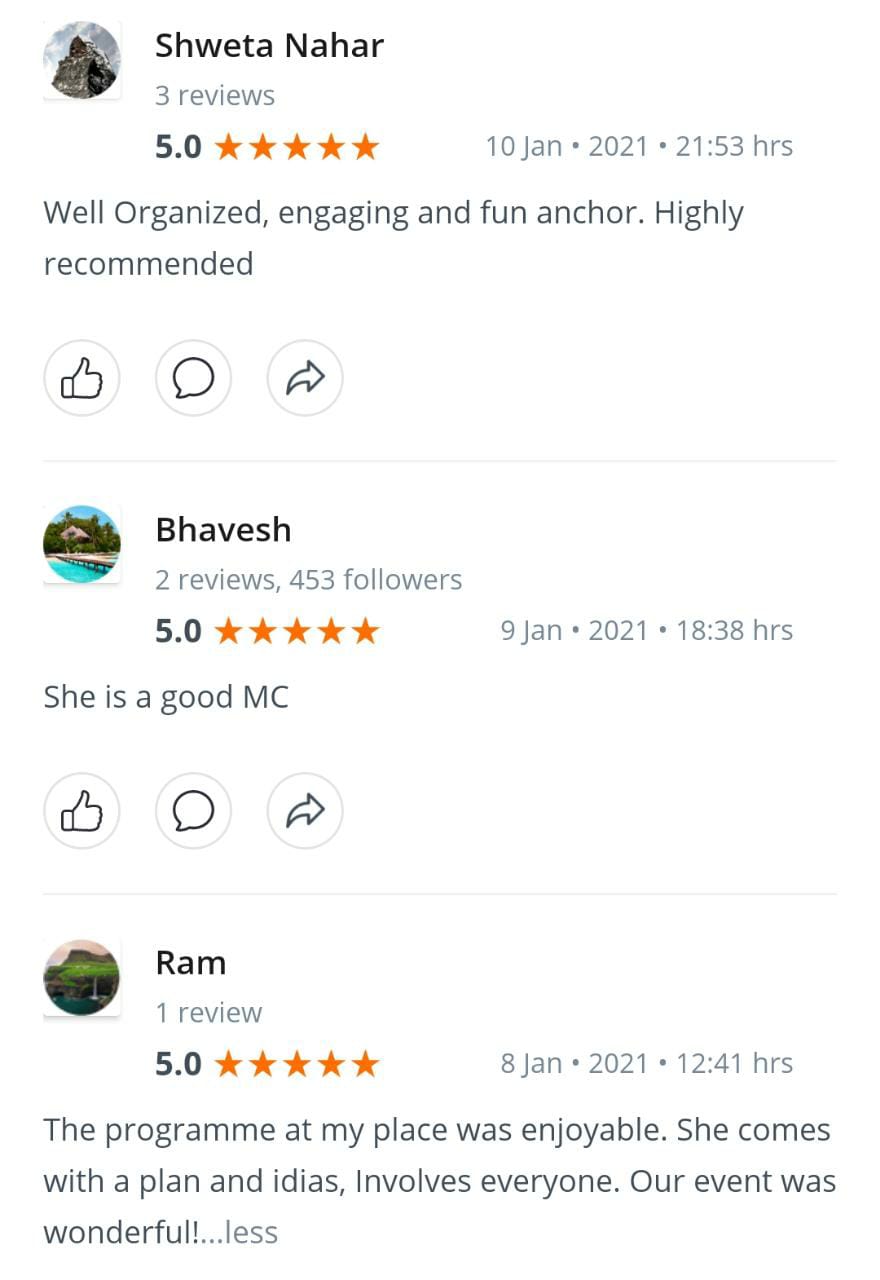 Shweta Nahar
3 reviews
5.0 ★★★★★ 10 Jan • 2021 • 21:53 hrs
Well Organized, engaging and fun anchor. Highly
recommended
Bhavesh
2 reviews, 453 followers
5.0 ★★★★★ 9 Jan • 2021 • 18:38 hrs
She is a good MC
Ram
1 review
5.0 ★★★★★ 8 Jan • 2021 • 12:41 hrs
The programme at my place was enjoyable. She comes
with a plan and idias, Involves everyone. Our event was
wonderful!...less